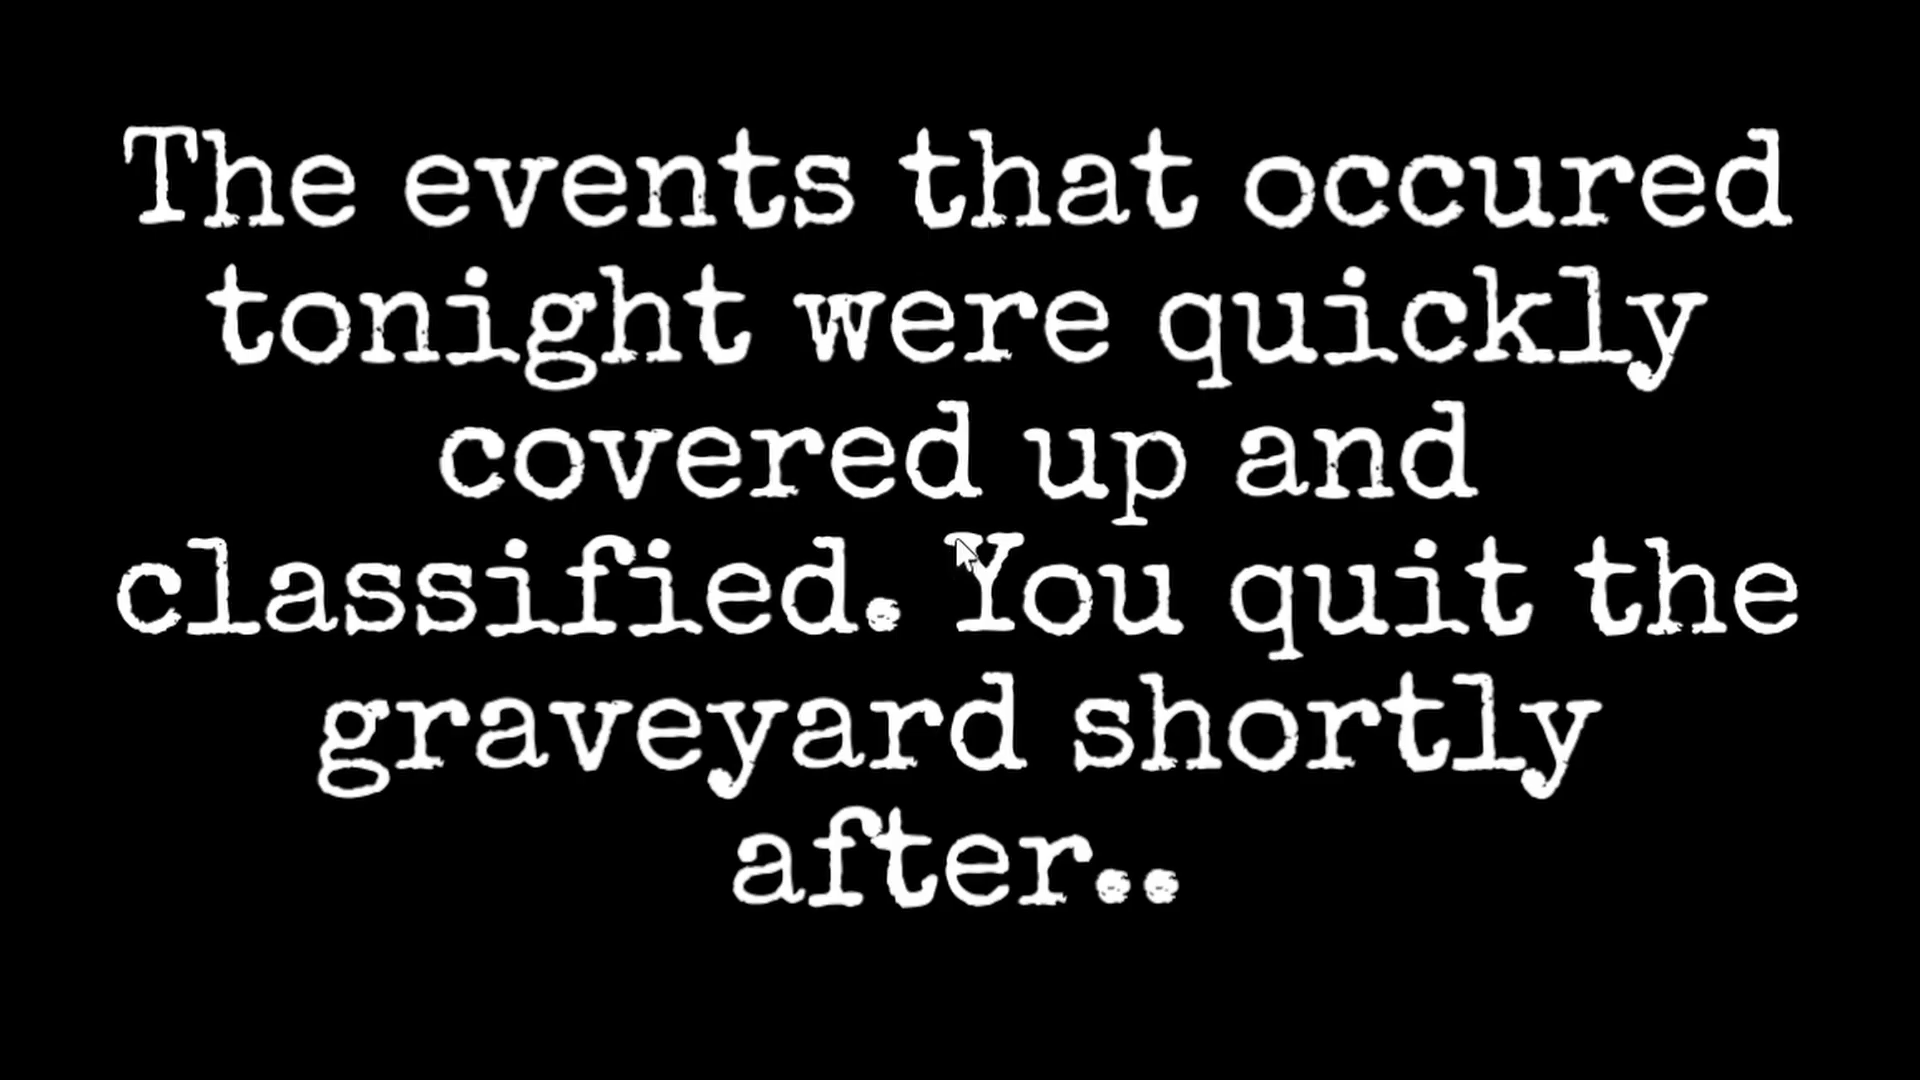 The events that occured
tonight were quickly
covered up and
classified. You quit the
graveyard shortly
after..